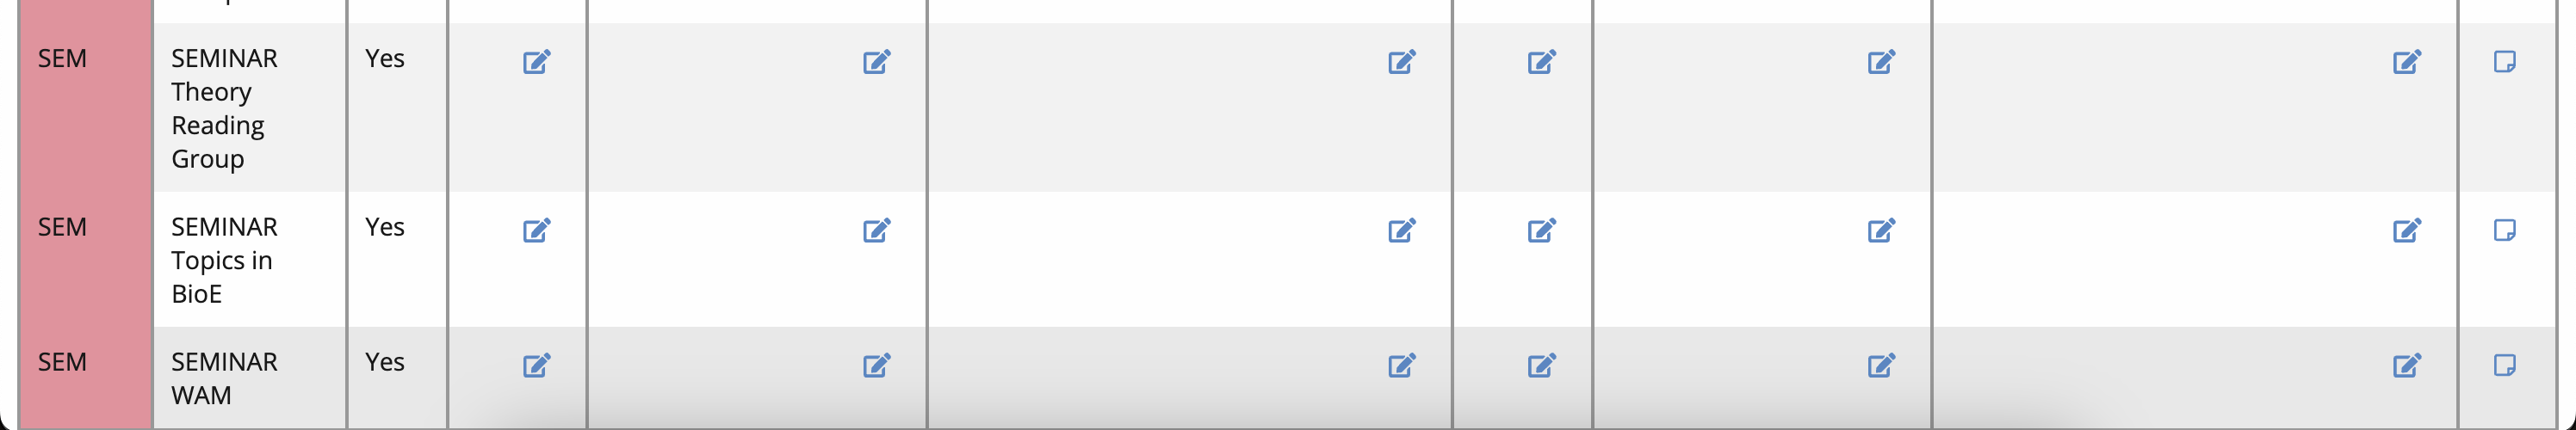 SEM SEMINAR Yes
Theory
Reading
Group
SEM SEMINAR Yes
Topics in
BioE
SEM SEMINAR Yes
WAM